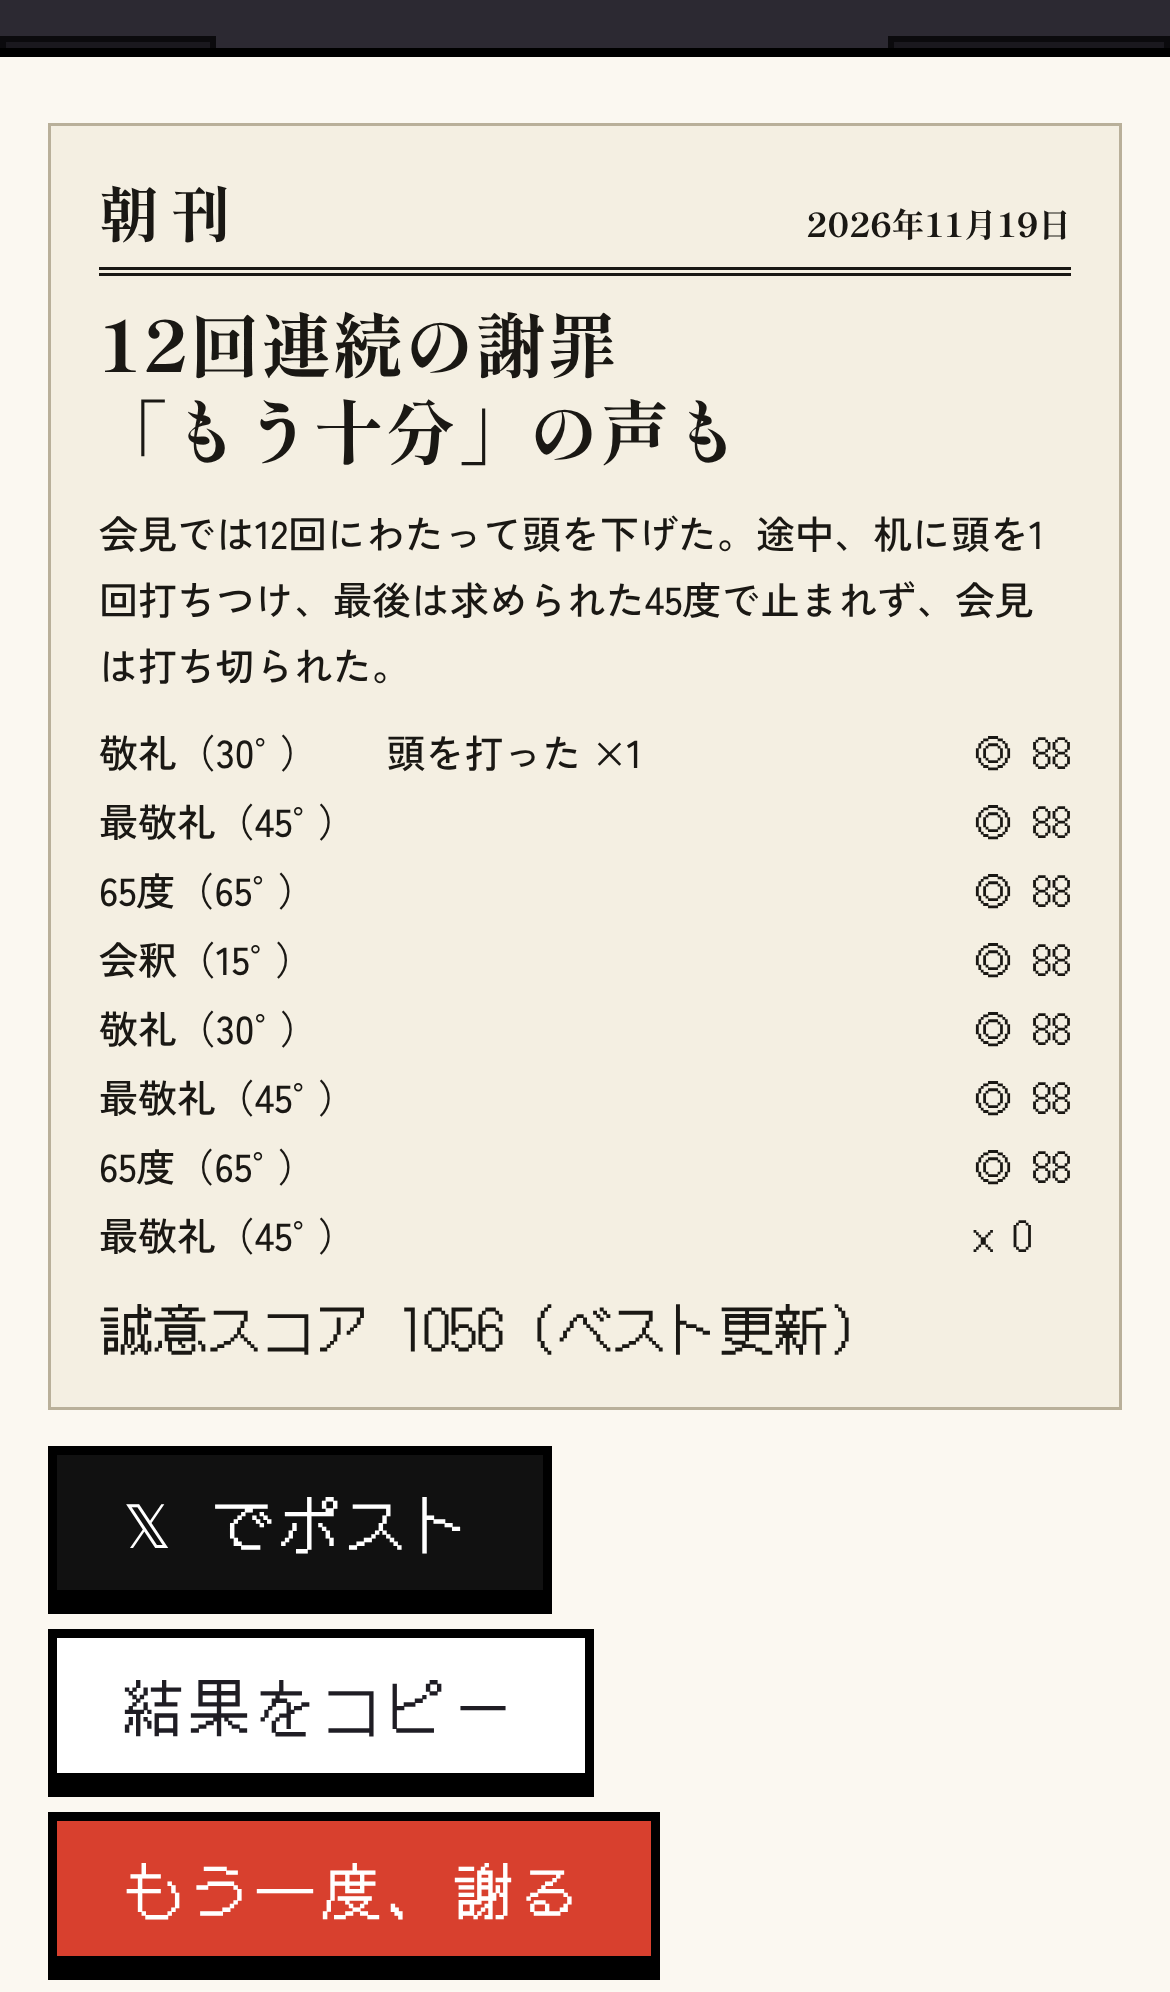 朝刊
2026年11月19日
12回連続の謝罪
「もう十分」の声も
会見では12回にわたって頭を下げた。途中、机に頭を1
回打ちつけ、最後は求められた45度で止まれず、会見
は打ち切られた。
敬礼（30°） 頭を打った ×1 ◎ 88
最敬礼（45°） ◎ 88
65度（65°） ◎ 88
会釈（15°） ◎ 88
敬礼（30°） ◎ 88
最敬礼（45°） ◎ 88
65度（65°） ◎ 88
最敬礼（45°） x 0
誠意スコア 1056（ベスト更新）
𝕏 でポスト
結果をコピー
もう一度、謝る